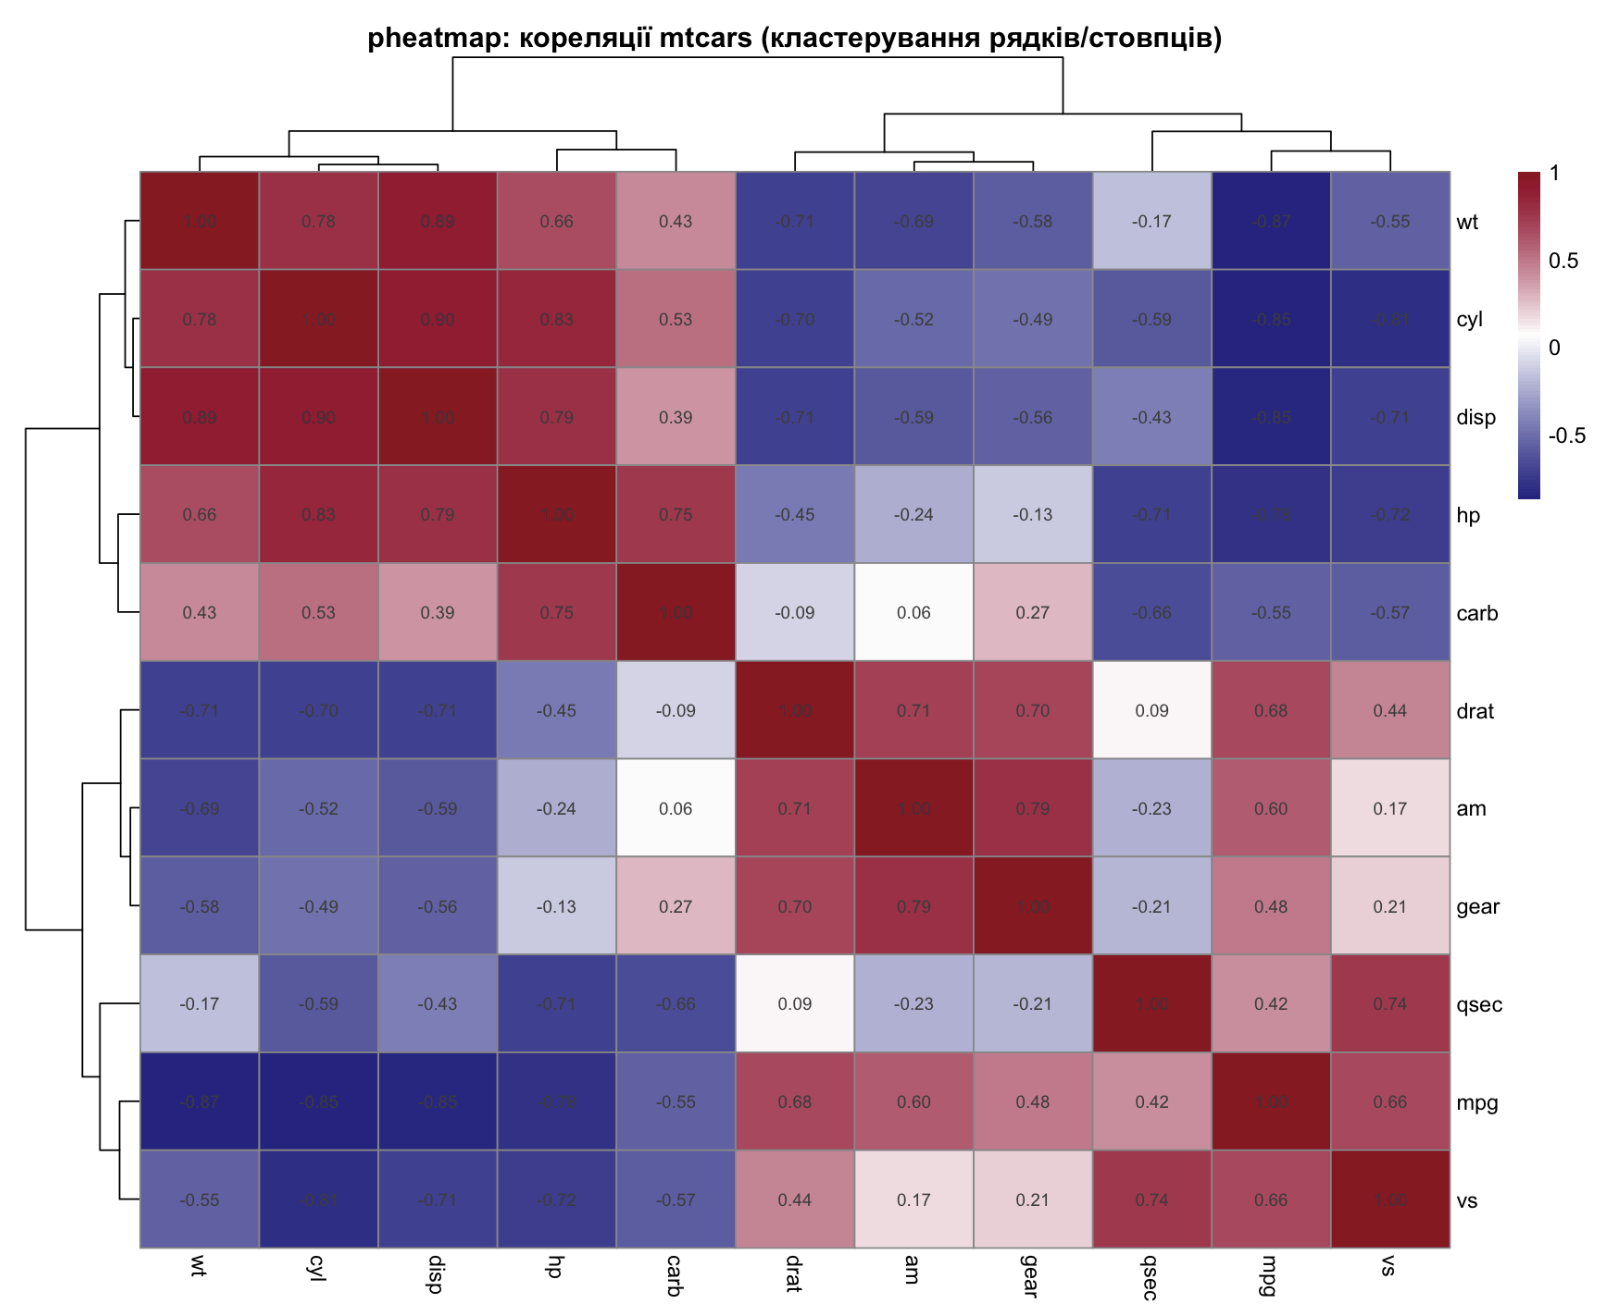 pheatmap: кореляції mtcars (кластерування рядків/стовпців)
1.00 0.78 0.89 0.66 0.43 -0.71 -0.69 -0.58 -0.17 -0.87 -0.55 wt
0.78 1.00 0.90 0.83 0.53 -0.70 -0.52 -0.49 -0.59 -0.85 -0.81 cyl
0.89 0.90 1.00 0.79 0.39 -0.71 -0.59 -0.56 -0.43 -0.85 -0.71 disp
0.66 0.83 0.79 1.00 0.75 -0.45 -0.24 -0.13 -0.71 -0.78 -0.72 hp
0.43 0.53 0.39 0.75 1.00 -0.09 0.06 0.27 -0.66 -0.55 -0.57 carb
-0.71 -0.70 -0.71 -0.45 -0.09 1.00 0.71 0.70 0.09 0.68 0.44 drat
-0.69 -0.52 -0.59 -0.24 0.06 0.71 1.00 0.79 -0.23 0.60 0.17 am
-0.58 -0.49 -0.56 -0.13 0.27 0.70 0.79 1.00 -0.21 0.48 0.21 gear
-0.17 -0.59 -0.43 -0.71 -0.66 0.09 -0.23 -0.21 1.00 0.42 0.74 qsec
-0.87 -0.85 -0.85 -0.78 -0.55 0.68 0.60 0.48 0.42 1.00 0.66 mpg
-0.55 -0.81 -0.71 -0.72 -0.57 0.44 0.17 0.21 0.74 0.66 1.00 vs
wt cyl disp hp carb drat am gear qsec mpg vs
1
0.5
0
-0.5